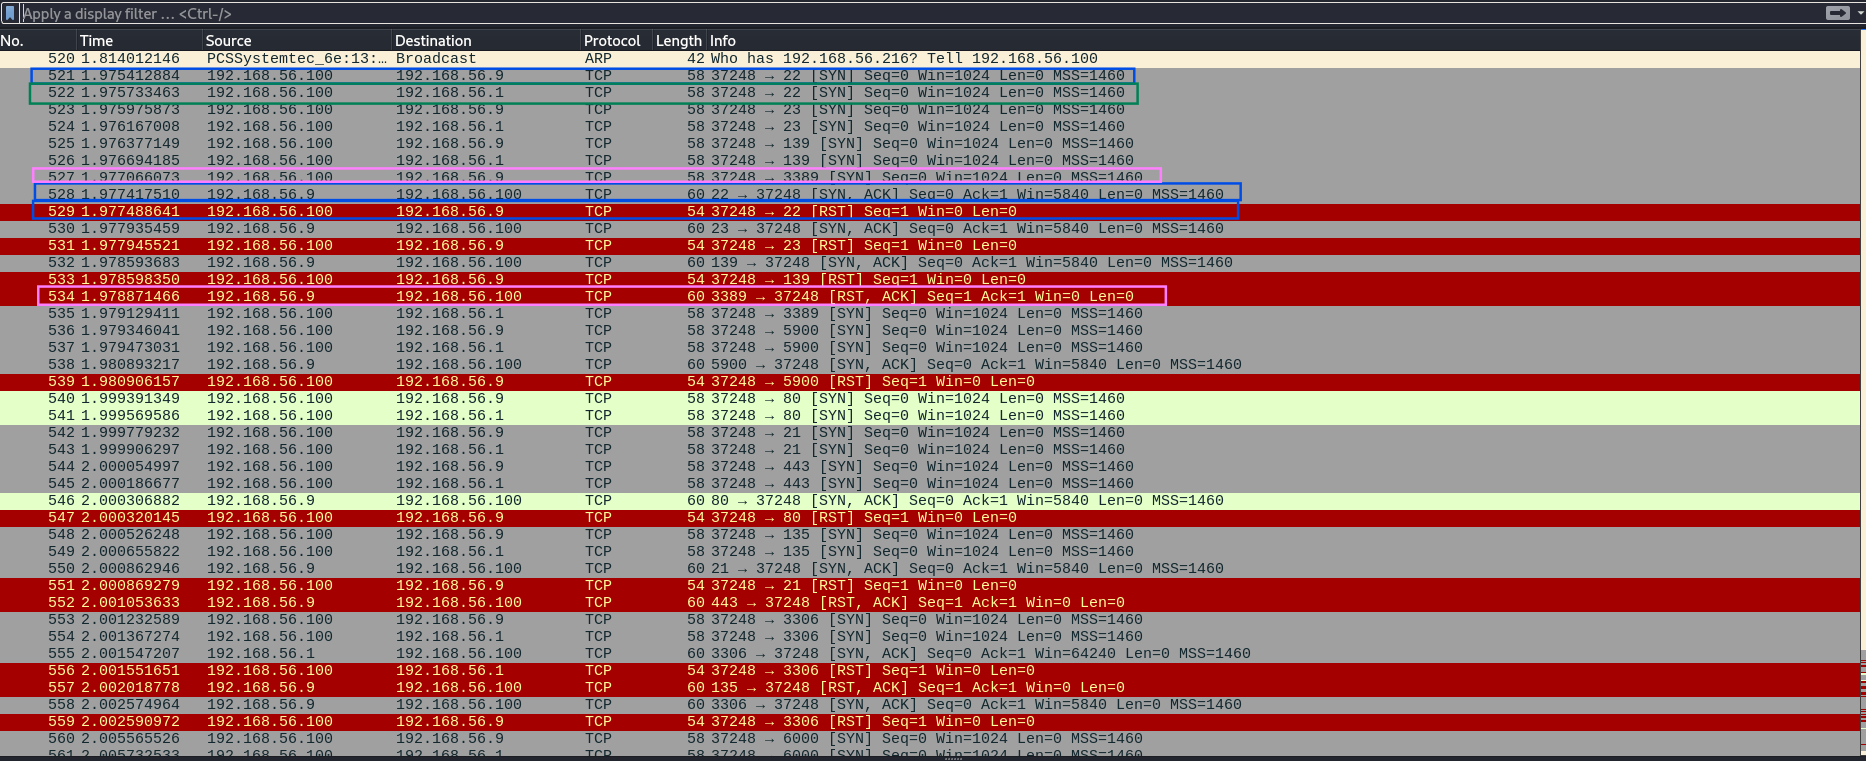 Apply a display filter … <Ctrl-/>
No. Time Source Destination Protocol Length Info
520 1.814012146 PCSSystemtec_6e:13:… Broadcast ARP 42 Who has 192.168.56.216? Tell 192.168.56.100
521 1.975412884 192.168.56.100 192.168.56.9 TCP 58 37248 → 22 [SYN] Seq=0 Win=1024 Len=0 MSS=1460
522 1.975733463 192.168.56.100 192.168.56.1 TCP 58 37248 → 22 [SYN] Seq=0 Win=1024 Len=0 MSS=1460
523 1.975975873 192.168.56.100 192.168.56.9 TCP 58 37248 → 23 [SYN] Seq=0 Win=1024 Len=0 MSS=1460
524 1.976167008 192.168.56.100 192.168.56.1 TCP 58 37248 → 23 [SYN] Seq=0 Win=1024 Len=0 MSS=1460
525 1.976377149 192.168.56.100 192.168.56.9 TCP 58 37248 → 139 [SYN] Seq=0 Win=1024 Len=0 MSS=1460
526 1.976694185 192.168.56.100 192.168.56.1 TCP 58 37248 → 139 [SYN] Seq=0 Win=1024 Len=0 MSS=1460
527 1.977066073 192.168.56.100 192.168.56.9 TCP 58 37248 → 3389 [SYN] Seq=0 Win=1024 Len=0 MSS=1460
528 1.977417510 192.168.56.9 192.168.56.100 TCP 60 22 → 37248 [SYN, ACK] Seq=0 Ack=1 Win=5840 Len=0 MSS=1460
529 1.977488641 192.168.56.100 192.168.56.9 TCP 54 37248 → 22 [RST] Seq=1 Win=0 Len=0
530 1.977935459 192.168.56.9 192.168.56.100 TCP 60 23 → 37248 [SYN, ACK] Seq=0 Ack=1 Win=5840 Len=0 MSS=1460
531 1.977945521 192.168.56.100 192.168.56.9 TCP 54 37248 → 23 [RST] Seq=1 Win=0 Len=0
532 1.978593683 192.168.56.9 192.168.56.100 TCP 60 139 → 37248 [SYN, ACK] Seq=0 Ack=1 Win=5840 Len=0 MSS=1460
533 1.978598350 192.168.56.100 192.168.56.9 TCP 54 37248 → 139 [RST] Seq=1 Win=0 Len=0
534 1.978871466 192.168.56.9 192.168.56.100 TCP 60 3389 → 37248 [RST, ACK] Seq=1 Ack=1 Win=0 Len=0
535 1.979129411 192.168.56.100 192.168.56.1 TCP 58 37248 → 3389 [SYN] Seq=0 Win=1024 Len=0 MSS=1460
536 1.979346041 192.168.56.100 192.168.56.9 TCP 58 37248 → 5900 [SYN] Seq=0 Win=1024 Len=0 MSS=1460
537 1.979473031 192.168.56.100 192.168.56.1 TCP 58 37248 → 5900 [SYN] Seq=0 Win=1024 Len=0 MSS=1460
538 1.980893217 192.168.56.9 192.168.56.100 TCP 60 5900 → 37248 [SYN, ACK] Seq=0 Ack=1 Win=5840 Len=0 MSS=1460
539 1.980906157 192.168.56.100 192.168.56.9 TCP 54 37248 → 5900 [RST] Seq=1 Win=0 Len=0
540 1.999391349 192.168.56.100 192.168.56.9 TCP 58 37248 → 80 [SYN] Seq=0 Win=1024 Len=0 MSS=1460
541 1.999569586 192.168.56.100 192.168.56.1 TCP 58 37248 → 80 [SYN] Seq=0 Win=1024 Len=0 MSS=1460
542 1.999779232 192.168.56.100 192.168.56.9 TCP 58 37248 → 21 [SYN] Seq=0 Win=1024 Len=0 MSS=1460
543 1.999906297 192.168.56.100 192.168.56.1 TCP 58 37248 → 21 [SYN] Seq=0 Win=1024 Len=0 MSS=1460
544 2.000054997 192.168.56.100 192.168.56.9 TCP 58 37248 → 443 [SYN] Seq=0 Win=1024 Len=0 MSS=1460
545 2.000186677 192.168.56.100 192.168.56.1 TCP 58 37248 → 443 [SYN] Seq=0 Win=1024 Len=0 MSS=1460
546 2.000306882 192.168.56.9 192.168.56.100 TCP 60 80 → 37248 [SYN, ACK] Seq=0 Ack=1 Win=5840 Len=0 MSS=1460
547 2.000320145 192.168.56.100 192.168.56.9 TCP 54 37248 → 80 [RST] Seq=1 Win=0 Len=0
548 2.000526248 192.168.56.100 192.168.56.9 TCP 58 37248 → 135 [SYN] Seq=0 Win=1024 Len=0 MSS=1460
549 2.000655822 192.168.56.100 192.168.56.1 TCP 58 37248 → 135 [SYN] Seq=0 Win=1024 Len=0 MSS=1460
550 2.000862946 192.168.56.9 192.168.56.100 TCP 60 21 → 37248 [SYN, ACK] Seq=0 Ack=1 Win=5840 Len=0 MSS=1460
551 2.000869279 192.168.56.100 192.168.56.9 TCP 54 37248 → 21 [RST] Seq=1 Win=0 Len=0
552 2.001053633 192.168.56.9 192.168.56.100 TCP 60 443 → 37248 [RST, ACK] Seq=1 Ack=1 Win=0 Len=0
553 2.001232589 192.168.56.100 192.168.56.9 TCP 58 37248 → 3306 [SYN] Seq=0 Win=1024 Len=0 MSS=1460
554 2.001367274 192.168.56.100 192.168.56.1 TCP 58 37248 → 3306 [SYN] Seq=0 Win=1024 Len=0 MSS=1460
555 2.001547207 192.168.56.1 192.168.56.100 TCP 60 3306 → 37248 [SYN, ACK] Seq=0 Ack=1 Win=64240 Len=0 MSS=1460
556 2.001551651 192.168.56.100 192.168.56.1 TCP 54 37248 → 3306 [RST] Seq=1 Win=0 Len=0
557 2.002018778 192.168.56.9 192.168.56.100 TCP 60 135 → 37248 [RST, ACK] Seq=1 Ack=1 Win=0 Len=0
558 2.002574964 192.168.56.9 192.168.56.100 TCP 60 3306 → 37248 [SYN, ACK] Seq=0 Ack=1 Win=5840 Len=0 MSS=1460
559 2.002590972 192.168.56.100 192.168.56.9 TCP 54 37248 → 3306 [RST] Seq=1 Win=0 Len=0
560 2.005565526 192.168.56.100 192.168.56.9 TCP 58 37248 → 6000 [SYN] Seq=0 Win=1024 Len=0 MSS=1460
561 2.005732533 192.168.56.100 192.168.56.1 TCP 58 37248 → 6000 [SYN] Seq=0 Win=1024 Len=0 MSS=1460